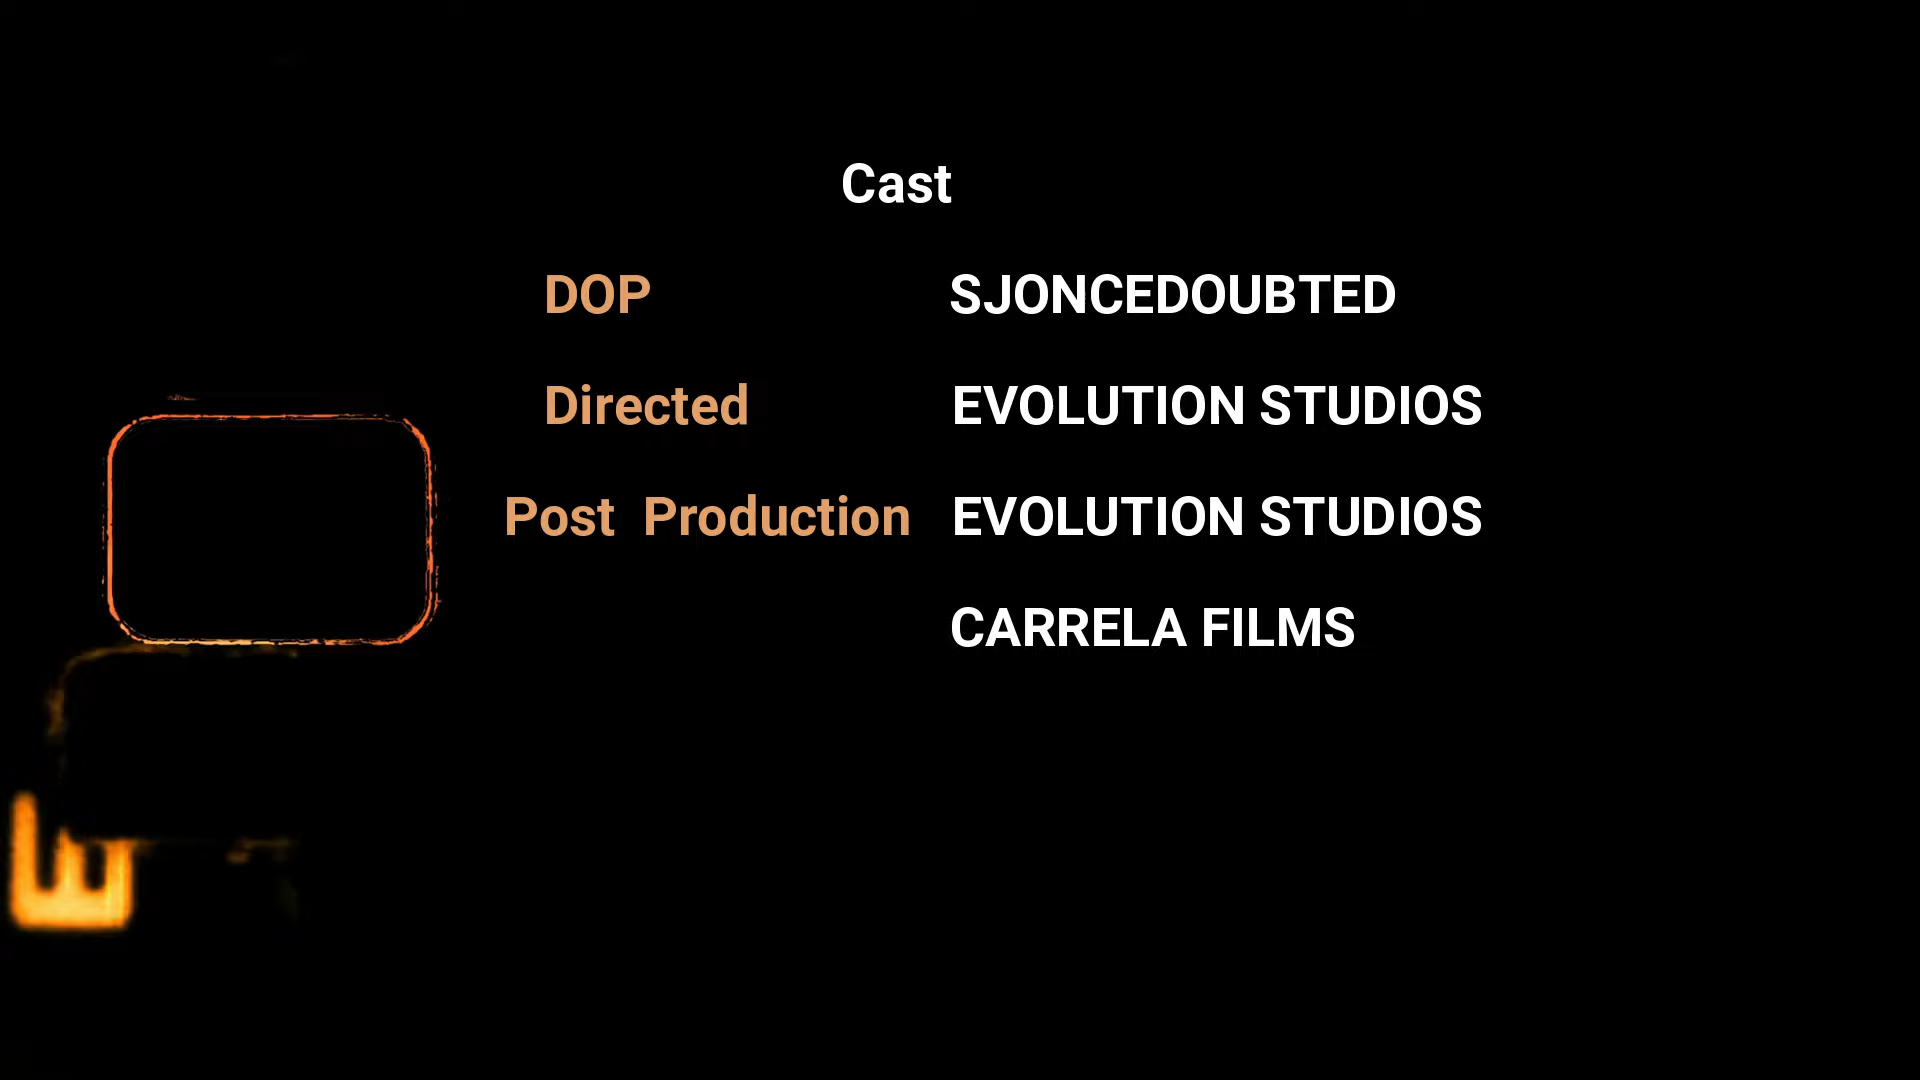 Cast
DOP SJONCEDOUBTED
Directed EVOLUTION STUDIOS
Post Production EVOLUTION STUDIOS
CARRELA FILMS